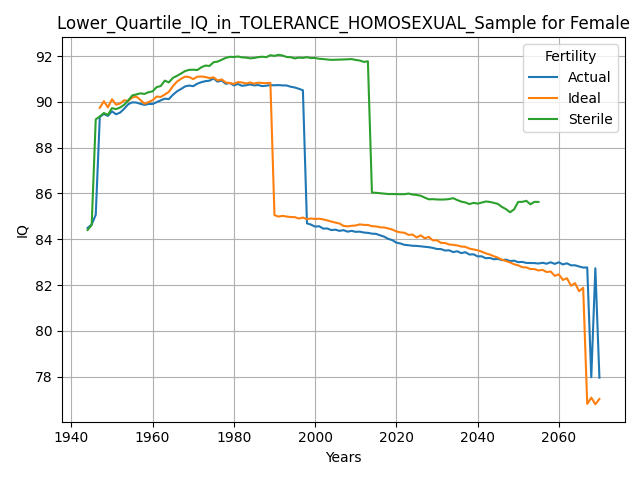 Lower_Quartile_IQ_in_TOLERANCE_HOMOSEXUAL_Sample for Female
Fertility
Actual
Ideal
Sterile
IQ
92
90
88
86
84
82
80
78
1940 1960 1980 2000 2020 2040 2060
Years